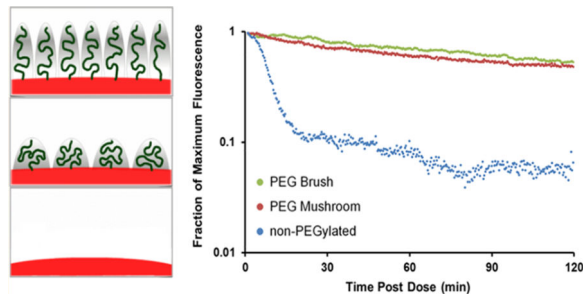 Fraction of Maximum Fluorescence
1
0.1
0.01
PEG Brush
PEG Mushroom
non-PEGylated
0 30 60 90 120
Time Post Dose (min)